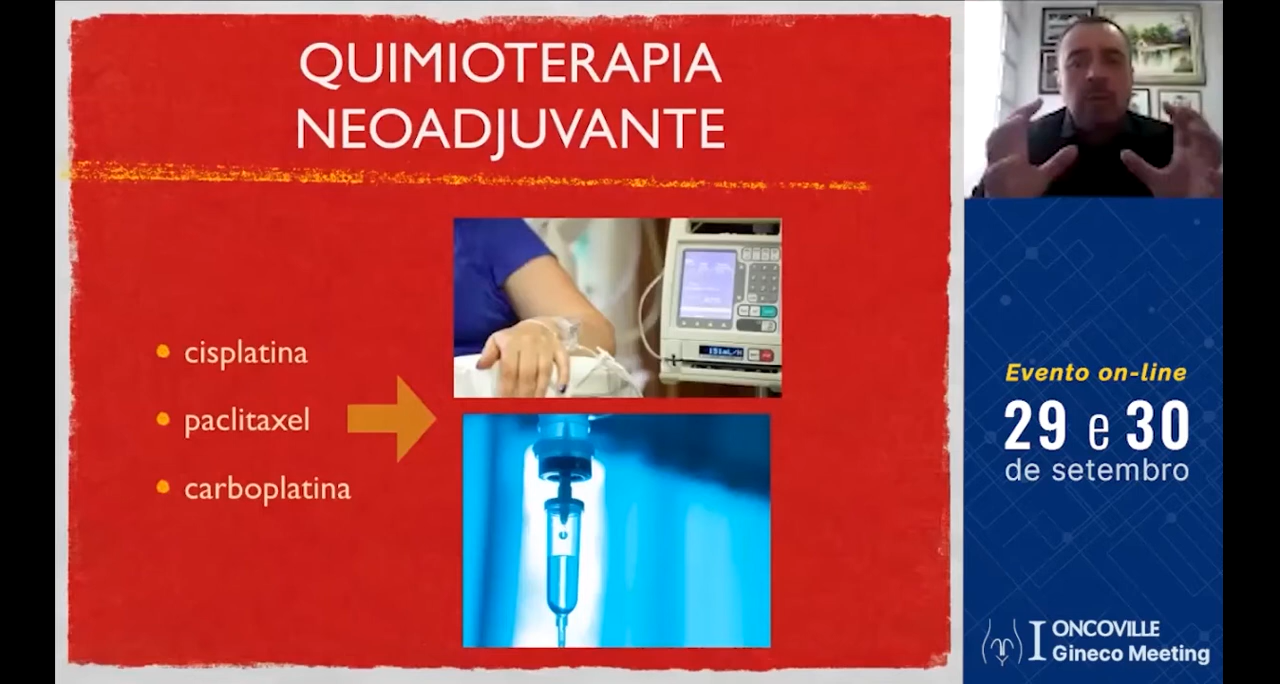 QUIMIOTERAPIA
NEOADJUVANTE
cisplatina
paclitaxel
carboplatina
Evento on-line
29 e 30
de setembro
I ONCOVILLE
Gineco Meeting